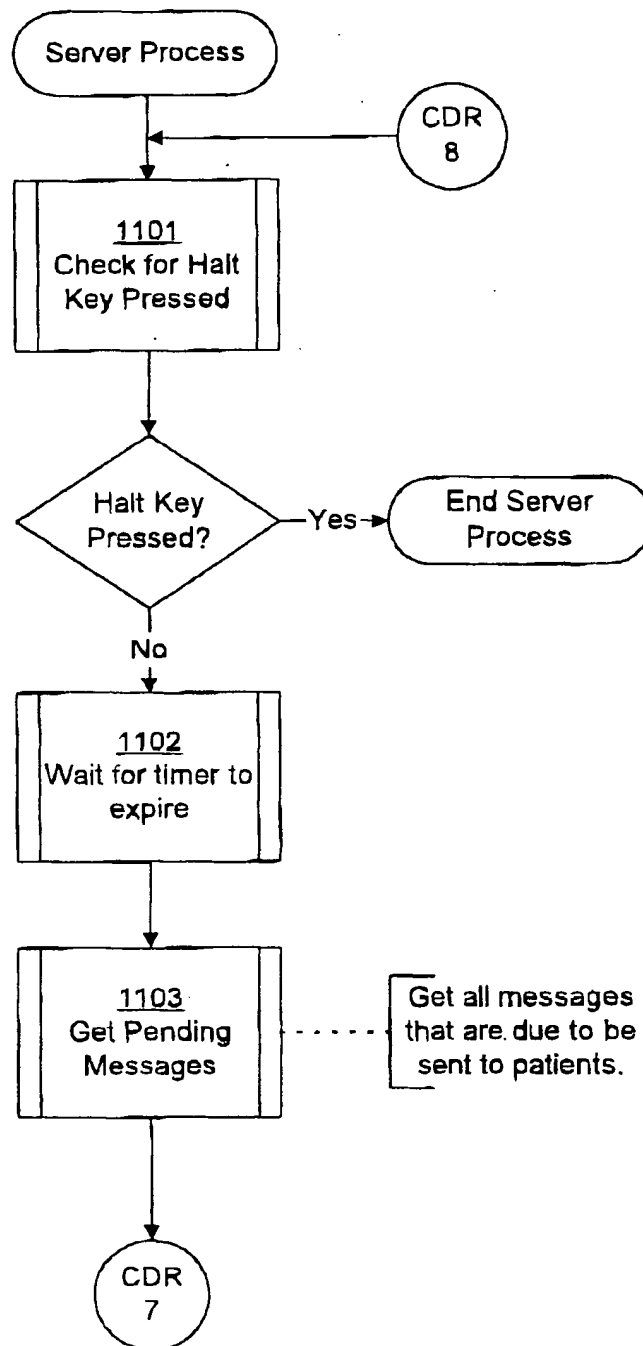 Server Process
CDR
8
1101
Check for Halt
Key Pressed
Halt Key
Pressed?
Yes
End Server
Process
No
1102
Wait for timer to
expire
1103
Get Pending
Messages
Get all messages
that are due to be
sent to patients.
CDR
7